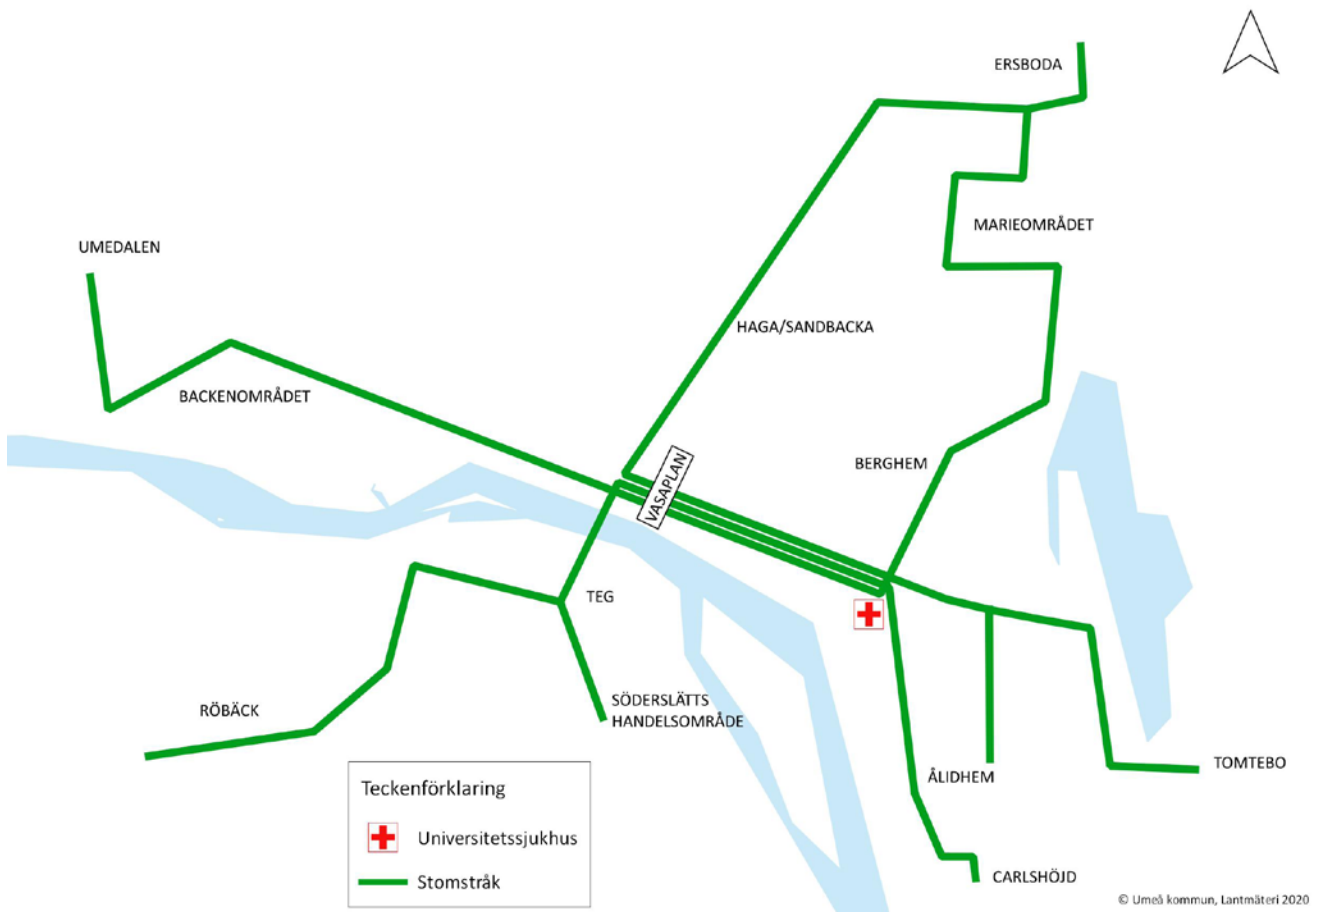 ERSBODA
MARIEOMRÅDET
UMEDALEN
HAGA/SANDBACKA
BACKENOMRÅDET
VASAPLAN
BERGHEM
TEG
RÖBÄCK
SÖDERSLÄTTS
HANDELSOMRÅDE
ÅLIDHEM
TOMTEBO
CARLSHÖJD
Teckenförklaring
Universitetssjukhus
Stomstråk
© Umeå kommun, Lantmäteri 2020